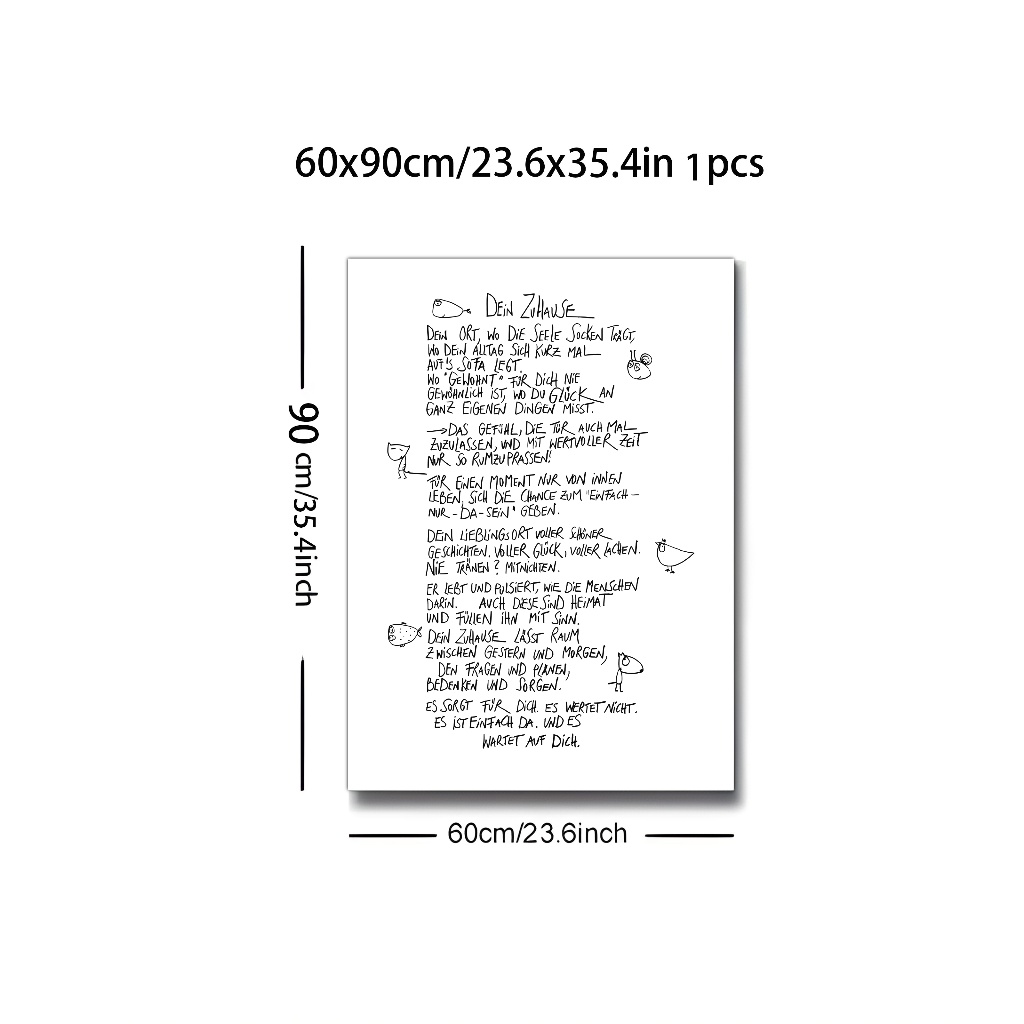 60x90cm/23.6x35.4in 1pcs
90 cm/35.4inch
DEIN ZUHAUSE
DEIN ORT, WO DIE SEELE SOCKEN TRÄGT,
WO DEIN ALLTAG SICH KURZ MAL
AUF'S SOFA LEGT.
WO "GEWOHNT" FÜR DICH NIE
GEWÖHNLICH IST, WO DU GLÜCK AN
GANZ EIGENEN DINGEN MISST.
→DAS GEFÜHL, DIE TÜR AUCH MAL
ZUZULASSEN, UND MIT WERTVOLLER ZEIT
NUR SO RUMZUPRASSEN!
FÜR EINEN MOMENT NUR VON INNEN
LEBEN, SICH DIE CHANCE ZUM "EINFACH-
NUR-DA-SEIN" GEBEN.
DEIN LIEBLINGSORT VOLLER SCHÖNER
GESCHICHTEN, VOLLER GLÜCK, VOLLER LACHEN.
NIE TRÄNEN? MITNICHTEN.
ER LEBT UND PULSIERT, WIE DIE MENSCHEN
DARIN. AUCH DIESE SIND HEIMAT
UND FÜLLEN IHN MIT SINN.
DEIN ZUHAUSE LÄSST RAUM
ZWISCHEN GESTERN UND MORGEN,
DEN FRAGEN UND PLÄNEN,
BEDENKEN UND SORGEN.
ES SORGT FÜR DICH. ES WERTET NICHT.
ES IST EINFACH DA. UND ES
WARTET AUF DICH.
60cm/23.6inch